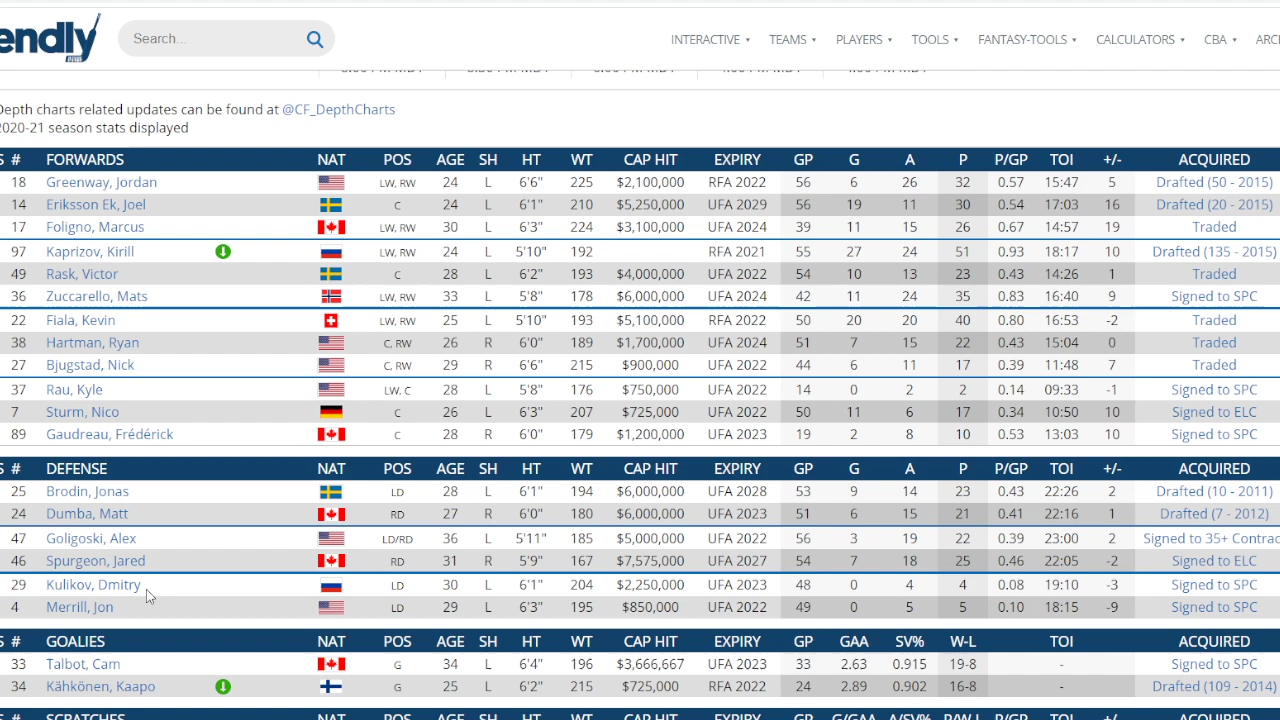 endly Search... INTERACTIVE ▾ TEAMS ▾ PLAYERS ▾ TOOLS ▾ FANTASY-TOOLS ▾ CALCULATORS ▾ CBA ▾ ARC
Depth charts related updates can be found at @CF_DepthCharts
2020-21 season stats displayed
S # FORWARDS NAT POS AGE SH HT WT CAP HIT EXPIRY GP G A P P/GP TOI +/- ACQUIRED
18 Greenway, Jordan LW, RW 24 L 6'6" 225 $2,100,000 RFA 2022 56 6 26 32 0.57 15:47 5 Drafted (50 - 2015)
14 Eriksson Ek, Joel C 24 L 6'1" 210 $5,250,000 UFA 2029 56 19 11 30 0.54 17:03 16 Drafted (20 - 2015)
17 Foligno, Marcus LW, RW 30 L 6'3" 224 $3,100,000 UFA 2024 39 11 15 26 0.67 14:57 19 Traded
97 Kaprizov, Kirill LW, RW 24 L 5'10" 192 RFA 2021 55 27 24 51 0.93 18:17 10 Drafted (135 - 2015)
49 Rask, Victor C 28 L 6'2" 193 $4,000,000 UFA 2022 54 10 13 23 0.43 14:26 1 Traded
36 Zuccarello, Mats LW, RW 33 L 5'8" 178 $6,000,000 UFA 2024 42 11 24 35 0.83 16:40 9 Signed to SPC
22 Fiala, Kevin LW, RW 25 L 5'10" 193 $5,100,000 RFA 2022 50 20 20 40 0.80 16:53 -2 Traded
38 Hartman, Ryan C, RW 26 R 6'0" 189 $1,700,000 UFA 2024 51 7 15 22 0.43 15:04 0 Traded
27 Bjugstad, Nick C, RW 29 R 6'6" 215 $900,000 UFA 2022 44 6 11 17 0.39 11:48 7 Traded
37 Rau, Kyle LW, C 28 L 5'8" 176 $750,000 UFA 2022 14 0 2 2 0.14 09:33 -1 Signed to SPC
7 Sturm, Nico C 26 L 6'3" 207 $725,000 UFA 2022 50 11 6 17 0.34 10:50 10 Signed to ELC
89 Gaudreau, Frédérick C 28 R 6'0" 179 $1,200,000 UFA 2023 19 2 8 10 0.53 13:03 10 Signed to SPC
S # DEFENSE NAT POS AGE SH HT WT CAP HIT EXPIRY GP G A P P/GP TOI +/- ACQUIRED
25 Brodin, Jonas LD 28 L 6'1" 194 $6,000,000 UFA 2028 53 9 14 23 0.43 22:26 2 Drafted (10 - 2011)
24 Dumba, Matt RD 27 R 6'0" 180 $6,000,000 UFA 2023 51 6 15 21 0.41 22:16 1 Drafted (7 - 2012)
47 Goligoski, Alex LD/RD 36 L 5'11" 185 $5,000,000 UFA 2022 56 3 19 22 0.39 23:00 2 Signed to 35+ Contrac
46 Spurgeon, Jared RD 31 R 5'9" 167 $7,575,000 UFA 2027 54 7 18 25 0.46 22:05 -2 Signed to ELC
29 Kulikov, Dmitry LD 30 L 6'1" 204 $2,250,000 UFA 2023 48 0 4 4 0.08 19:10 -3 Signed to SPC
4 Merrill, Jon LD 29 L 6'3" 195 $850,000 UFA 2022 49 0 5 5 0.10 18:15 -9 Signed to SPC
S # GOALIES NAT POS AGE SH HT WT CAP HIT EXPIRY GP GAA SV% W-L TOI ACQUIRED
33 Talbot, Cam G 34 L 6'4" 196 $3,666,667 UFA 2023 33 2.63 0.915 19-8 - Signed to SPC
34 Kähkönen, Kaapo G 25 L 6'2" 215 $725,000 RFA 2022 24 2.89 0.902 16-8 - Drafted (109 - 2014)
S # SCRATCHES NAT POS AGE SH HT WT CAP HIT EXPIRY GP G/GAA A/SV% P/W-L P/GP TOI +/- ACQUIRED